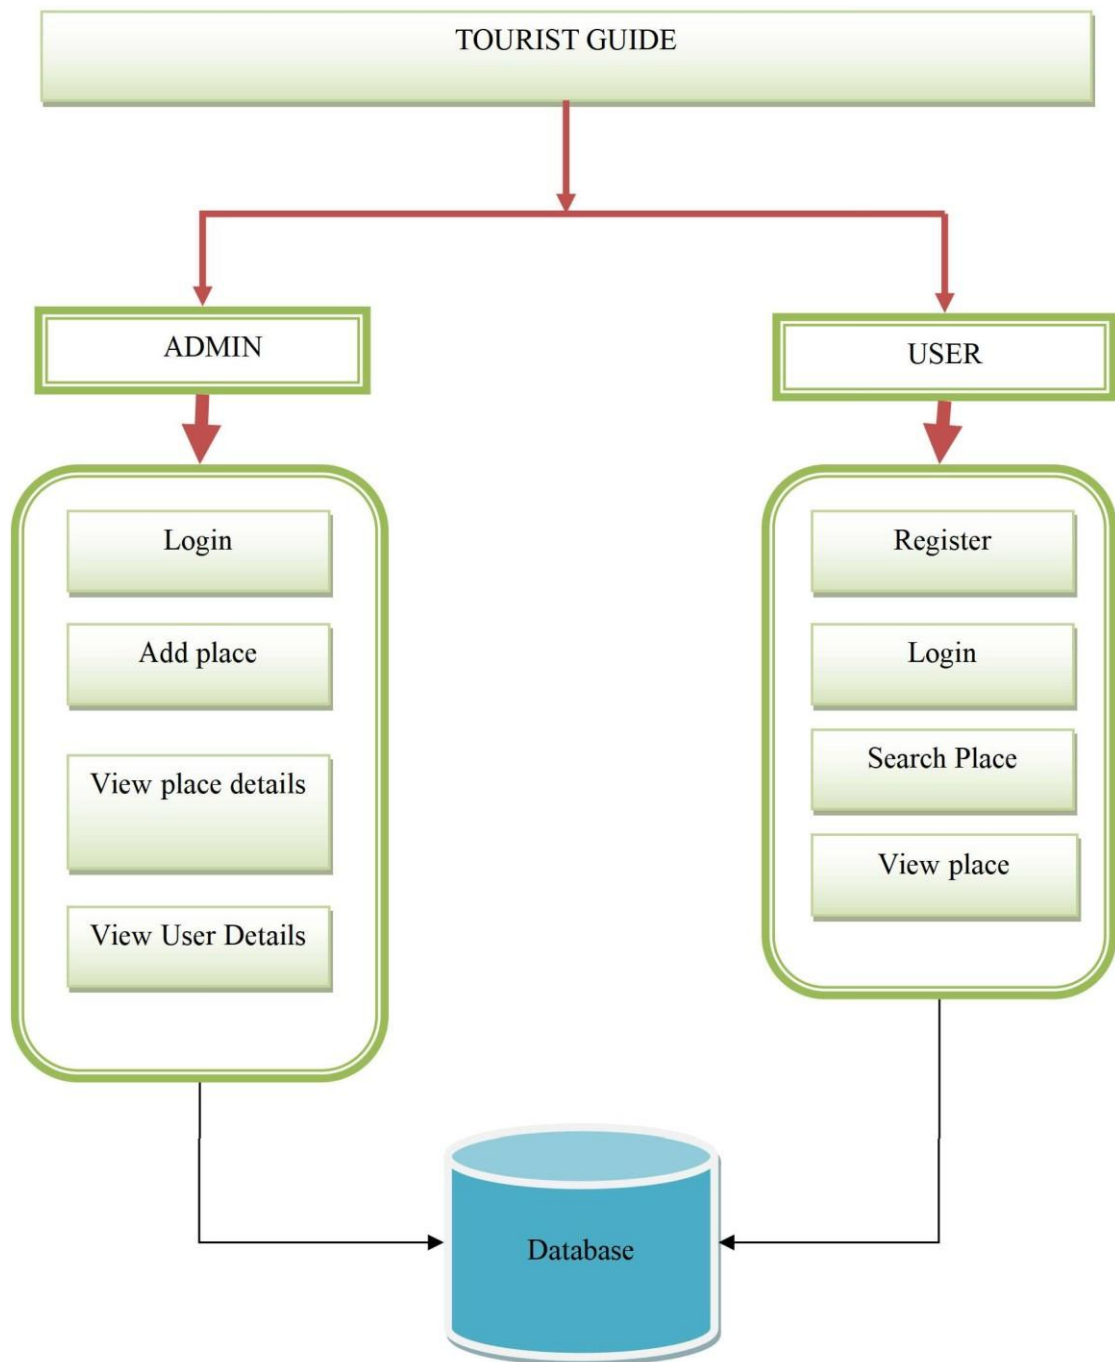 TOURIST GUIDE
ADMIN
USER
Login
Add place
View place details
View User Details
Register
Login
Search Place
View place
Database